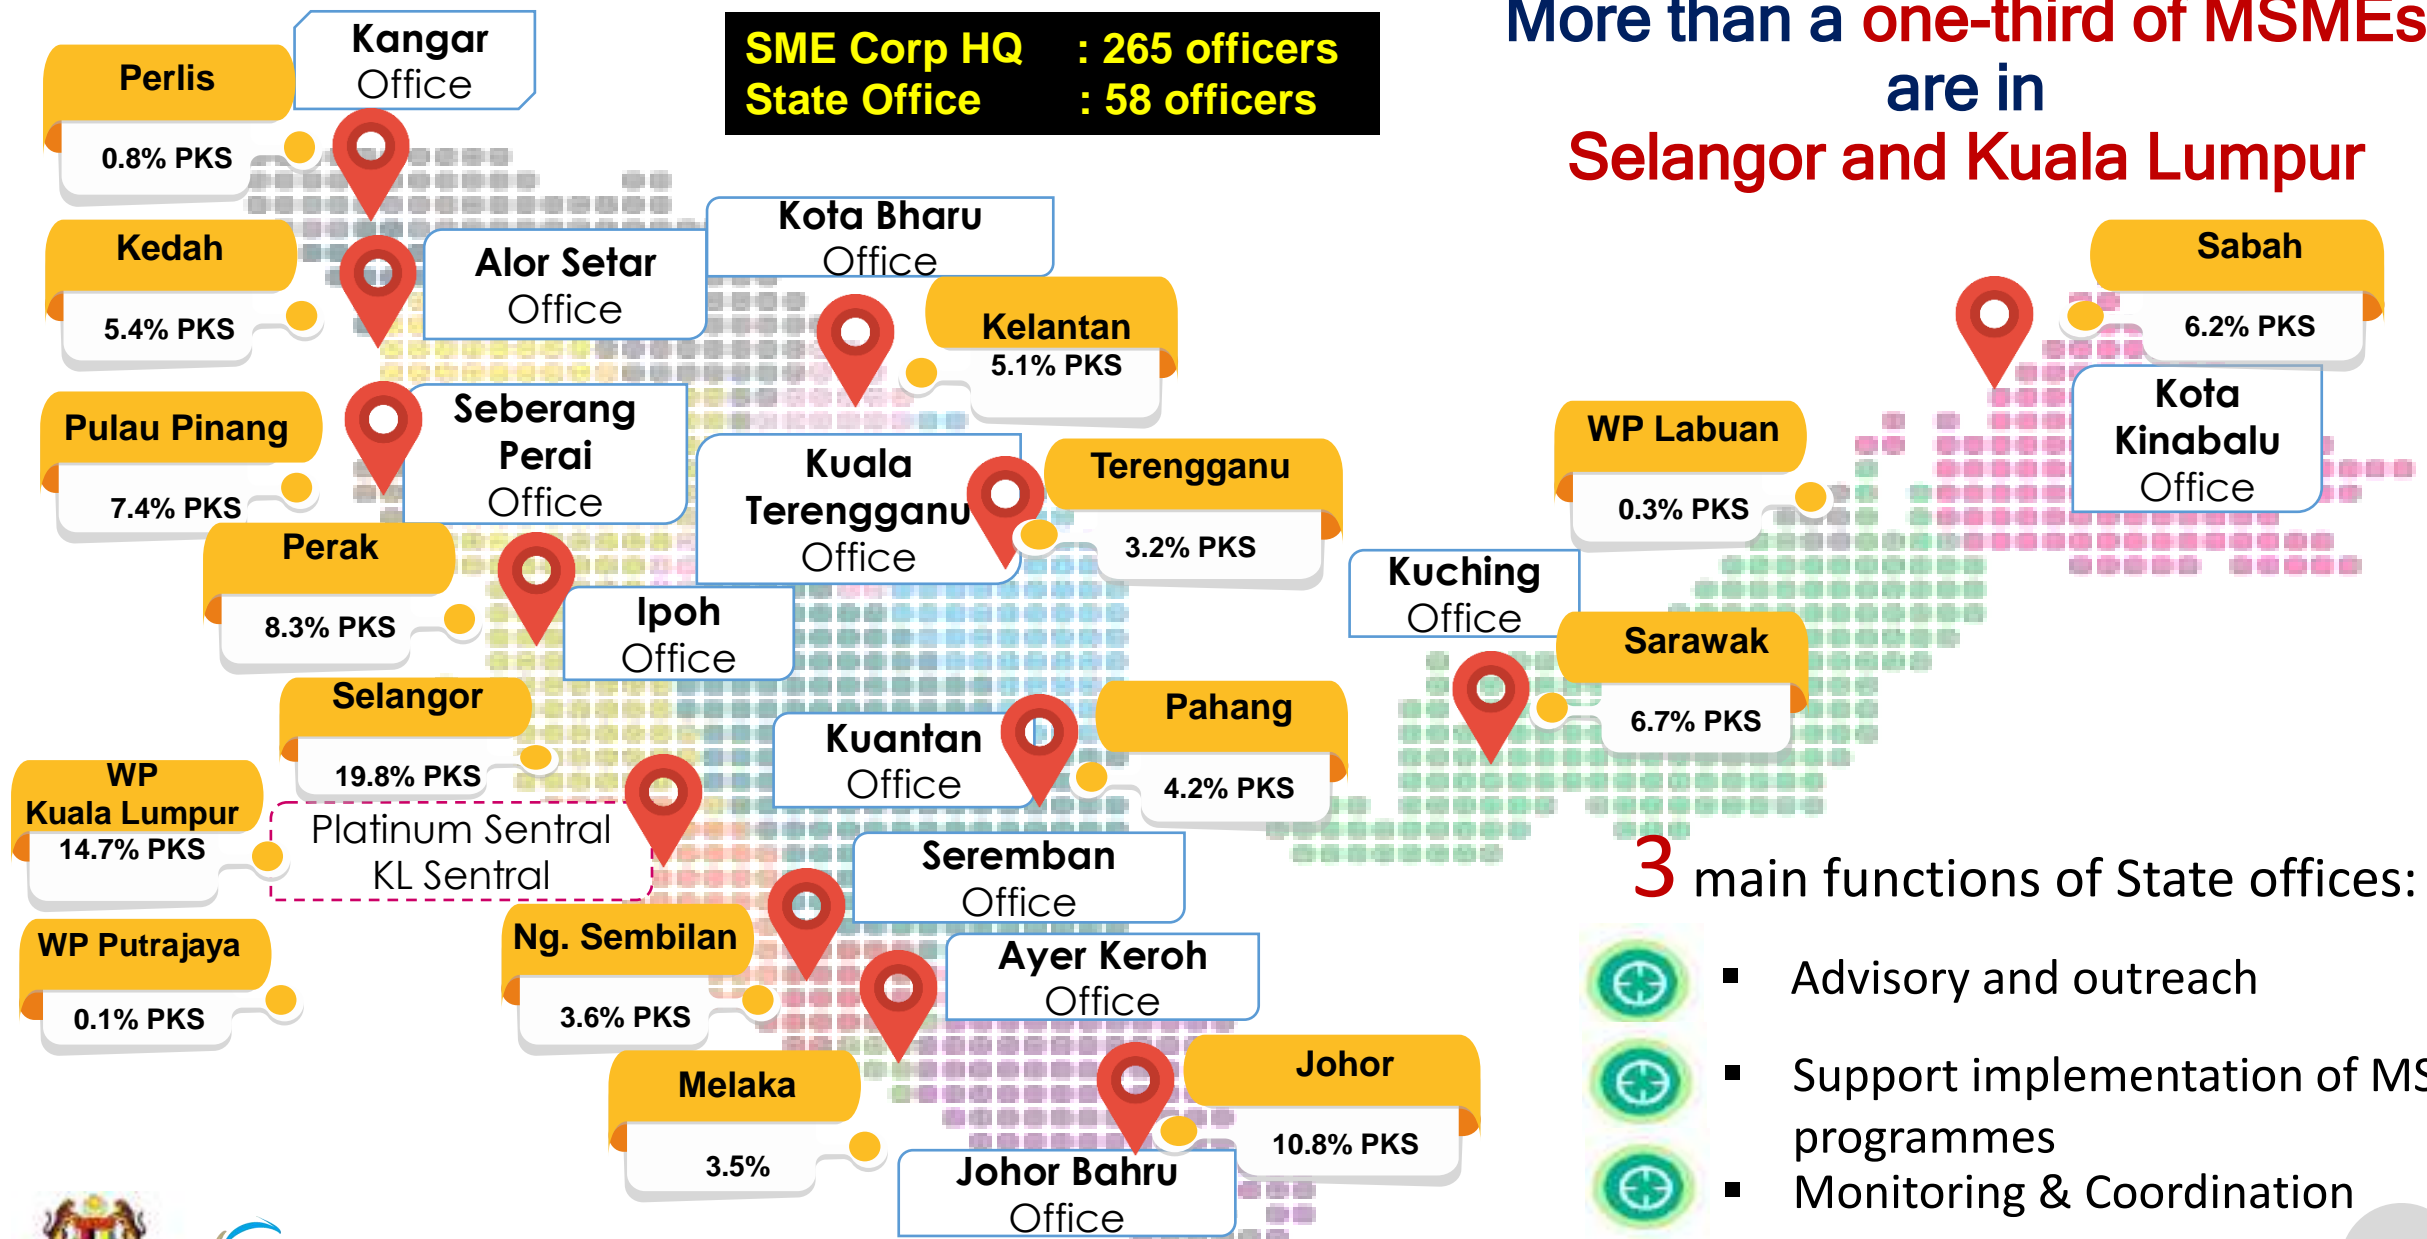 Kangar
Office
SME Corp HQ : 265 officers
State Office : 58 officers
More than a one-third of MSMEs
are in
Selangor and Kuala Lumpur
Perlis
0.8% PKS
Kota Bharu
Office
Kedah
5.4% PKS
Alor Setar
Office
Kelantan
5.1% PKS
Sabah
6.2% PKS
Kota
Kinabalu
Office
Pulau Pinang
7.4% PKS
Seberang
Perai
Office
Kuala
Terengganu
Office
Terengganu
3.2% PKS
WP Labuan
0.3% PKS
Perak
8.3% PKS
Ipoh
Office
Kuching
Office
Sarawak
6.7% PKS
Selangor
19.8% PKS
Kuantan
Office
Pahang
4.2% PKS
WP
Kuala Lumpur
14.7% PKS
Platinum Sentral
KL Sentral
Seremban
Office
WP Putrajaya
0.1% PKS
Ng. Sembilan
3.6% PKS
Ayer Keroh
Office
Melaka
3.5%
Johor
10.8% PKS
Johor Bahru
Office
3 main functions of State offices:
▪ Advisory and outreach
▪ Support implementation of MS
programmes
▪ Monitoring & Coordination